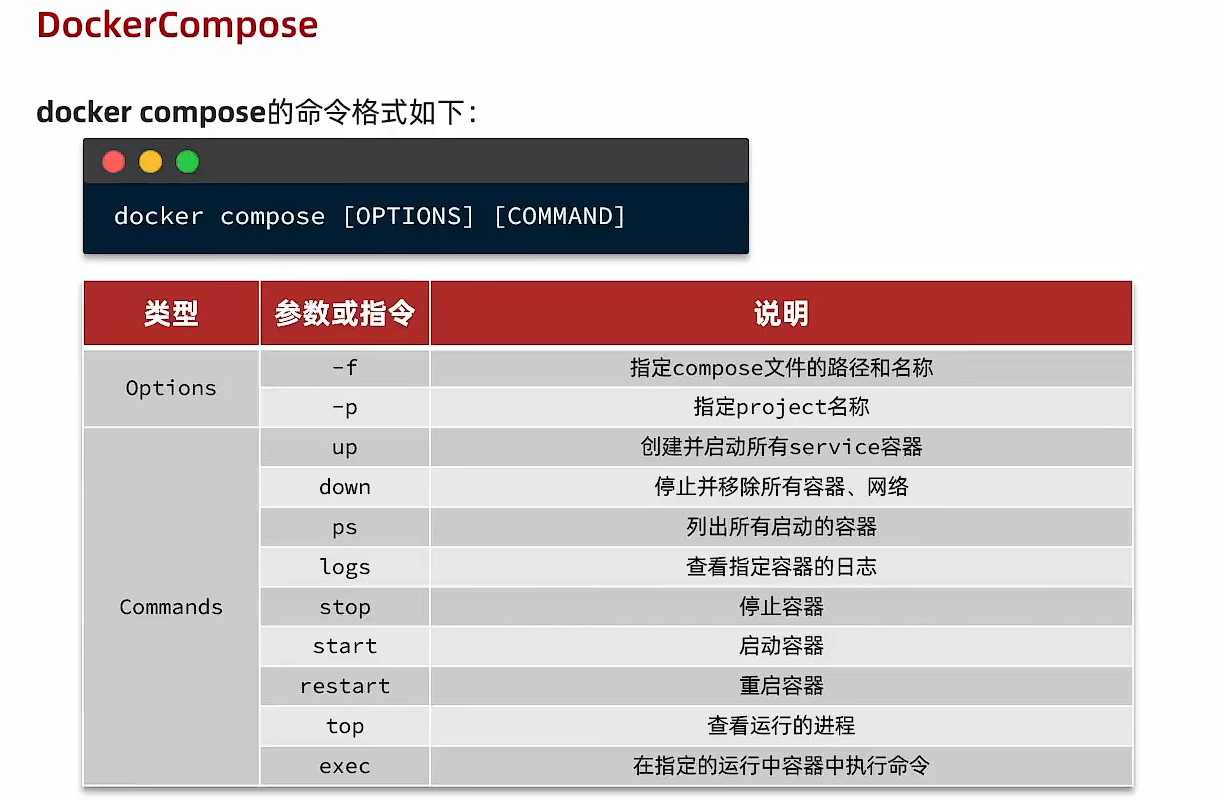 DockerCompose
docker compose的命令格式如下：
docker compose [OPTIONS] [COMMAND]
类型 参数或指令 说明
Options
-f 指定compose文件的路径和名称
-p 指定project名称
Commands
up 创建并启动所有service容器
down 停止并移除所有容器、网络
ps 列出所有启动的容器
logs 查看指定容器的日志
stop 停止容器
start 启动容器
restart 重启容器
top 查看运行的进程
exec 在指定的运行中容器中执行命令